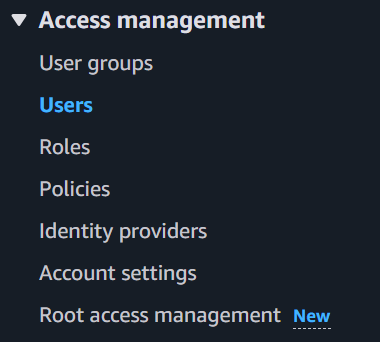 Access management
User groups
Users
Roles
Policies
Identity providers
Account settings
Root access management New